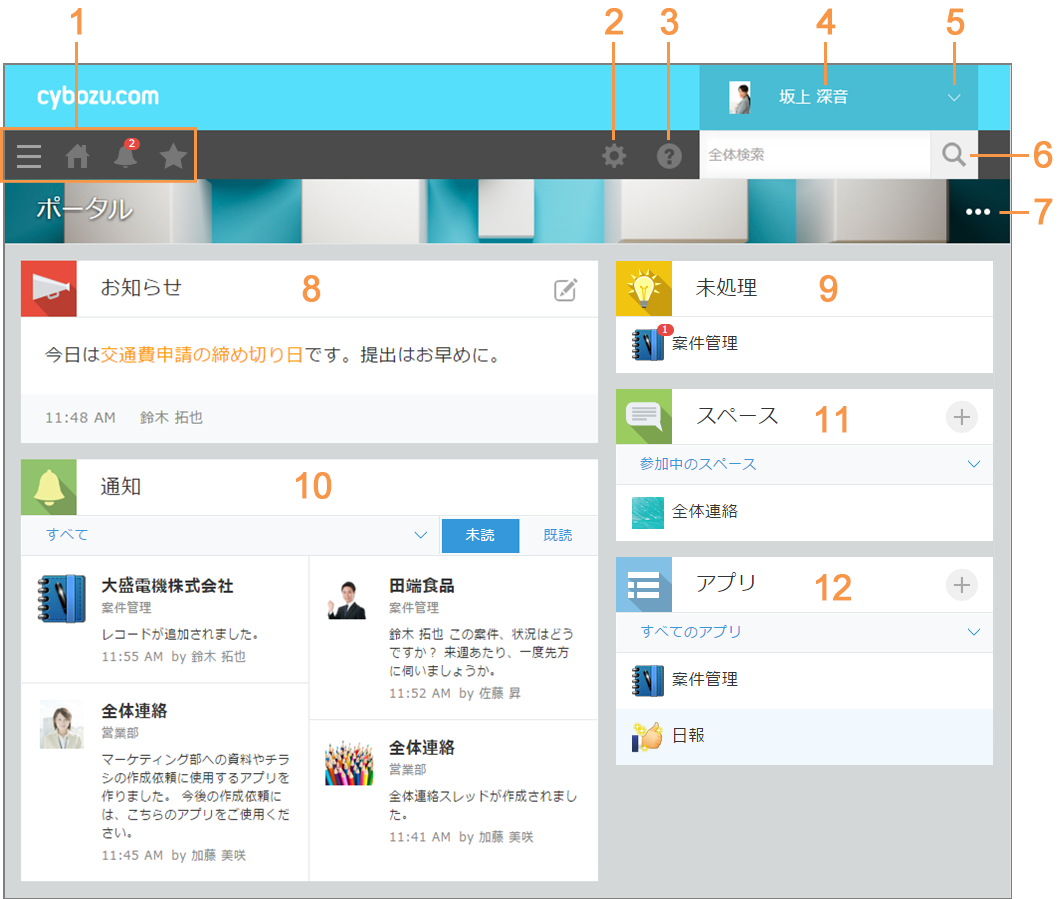 1
2
3
4
5
cybozu.com
坂上 深音
2
全体検索
6
ポータル
7
お知らせ
8
今日は交通費申請の締め切り日です。提出はお早めに。
11:48 AM 鈴木 拓也
未処理
9
1
案件管理
スペース
11
参加中のスペース
全体連絡
通知
10
すべて
未読
既読
大盛電機株式会社
案件管理
レコードが追加されました。
11:55 AM by 鈴木 拓也
田端食品
案件管理
鈴木 拓也 この案件、状況はどう
ですか？ 来週あたり、一度先方
に伺いましょうか。
11:52 AM by 佐藤 昇
全体連絡
営業部
マーケティング部への資料やチラ
シの作成依頼に使用するアプリを
作りました。 今後の作成依頼に
は、こちらのアプリをご使用くだ
さい。
11:45 AM by 加藤 美咲
全体連絡
営業部
全体連絡スレッドが作成されまし
た。
11:41 AM by 加藤 美咲
アプリ
12
すべてのアプリ
案件管理
日報